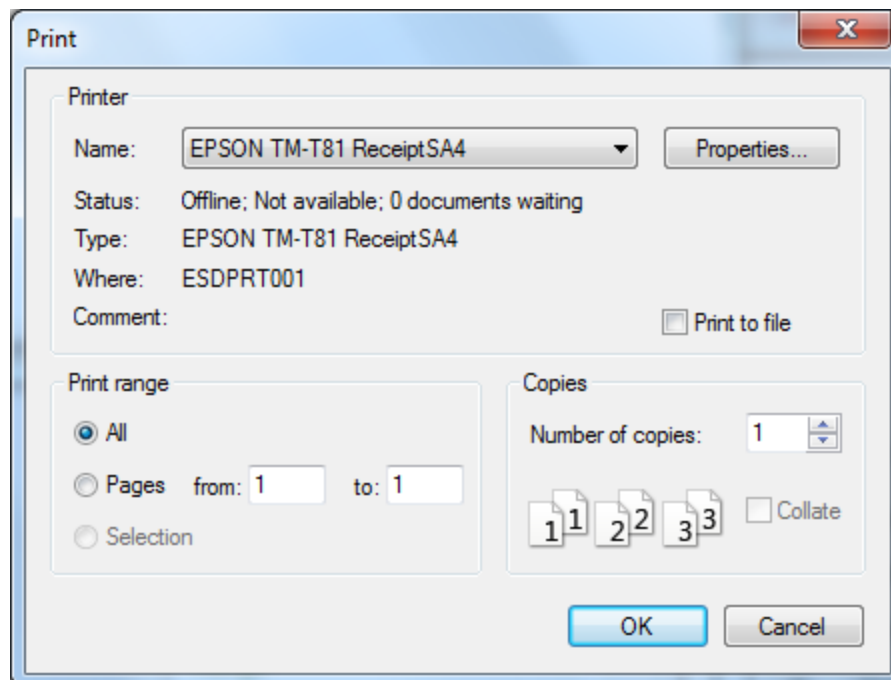 Print
Printer
Name: EPSON TM-T81 ReceiptSA4 Properties...
Status: Offline; Not available; 0 documents waiting
Type: EPSON TM-T81 ReceiptSA4
Where: ESDPRT001
Comment: Print to file
Print range
All
Pages from: 1 to: 1
Selection
Copies
Number of copies: 1
1 1 2 2 3 3 Collate
OK Cancel